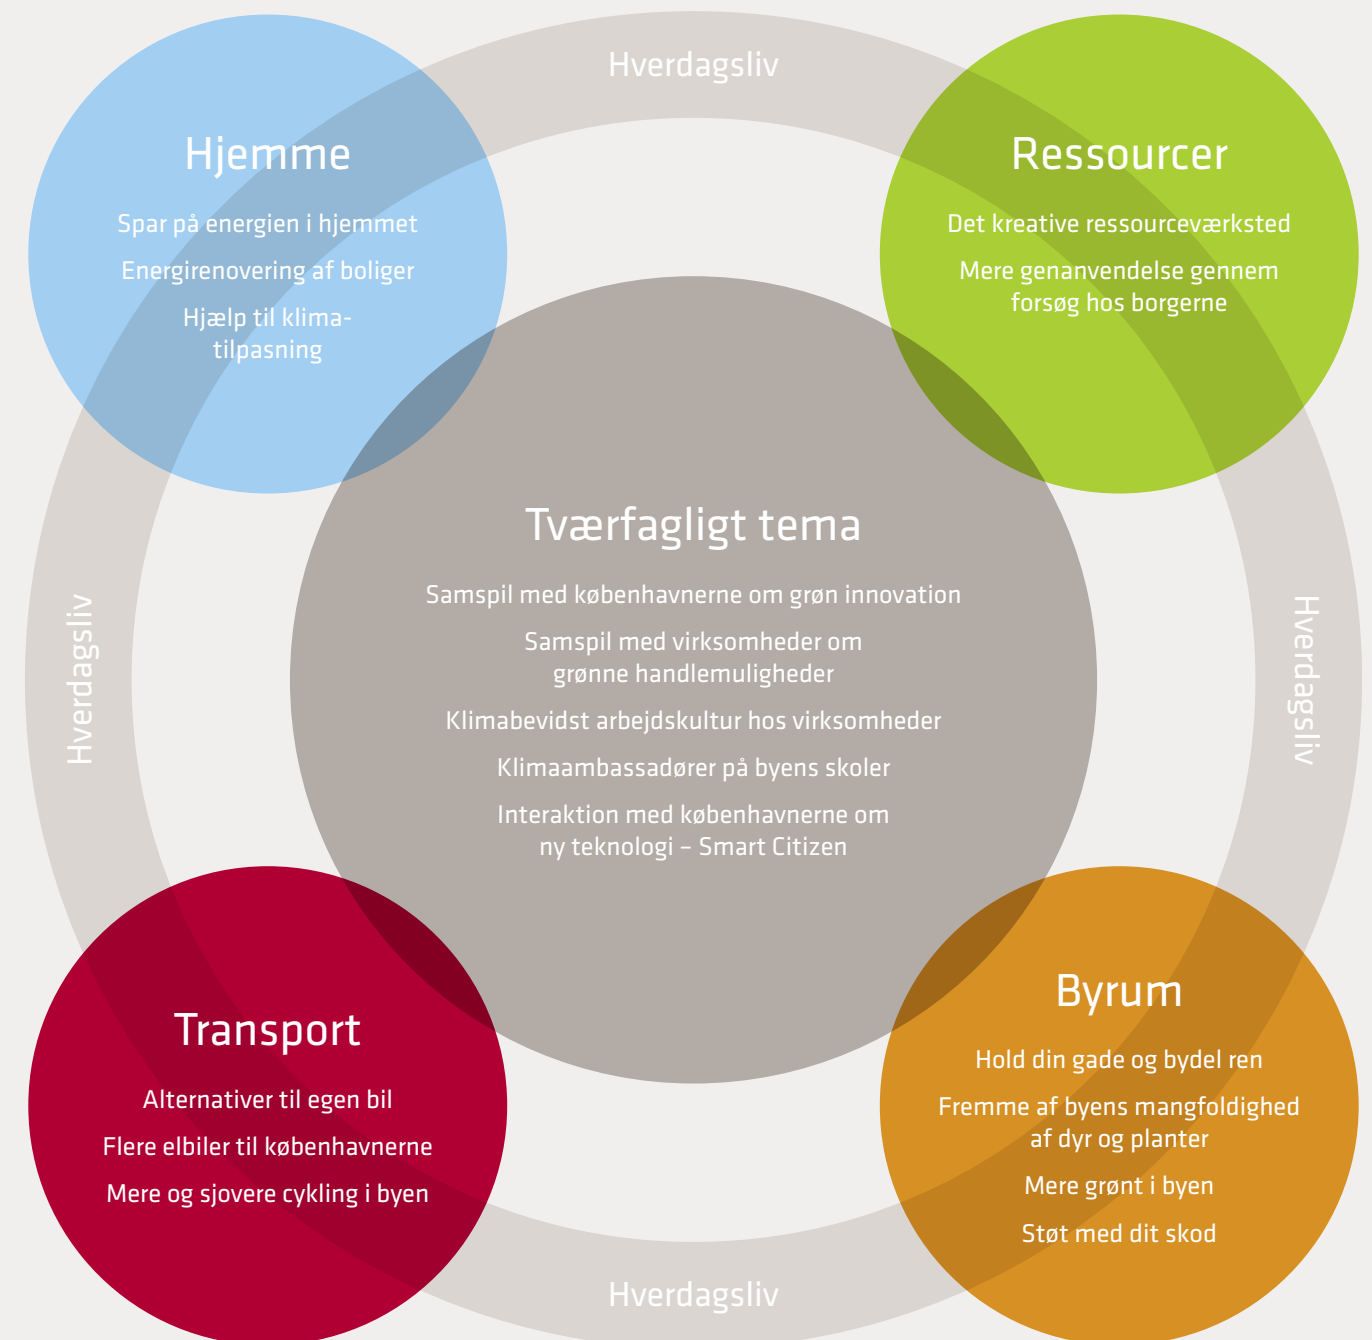 Hverdagsliv
Hjemme
Spar på energien i hjemmet
Energirenovering af boliger
Hjælp til klima-
tilpasning
Ressourcer
Det kreative ressourceværksted
Mere genanvendelse gennem
forsøg hos borgerne
Tværfagligt tema
Samspil med københavnerne om grøn innovation
Samspil med virksomheder om
grønne handlemuligheder
Klimabevidst arbejdskultur hos virksomheder
Klimaambassadører på byens skoler
Interaktion med københavnerne om
ny teknologi – Smart Citizen
Hverdagsliv
Hverdagsliv
Transport
Alternativer til egen bil
Flere elbiler til københavnerne
Mere og sjovere cykling i byen
Byrum
Hold din gade og bydel ren
Fremme af byens mangfoldighed
af dyr og planter
Mere grønt i byen
Støt med dit skod
Hverdagsliv